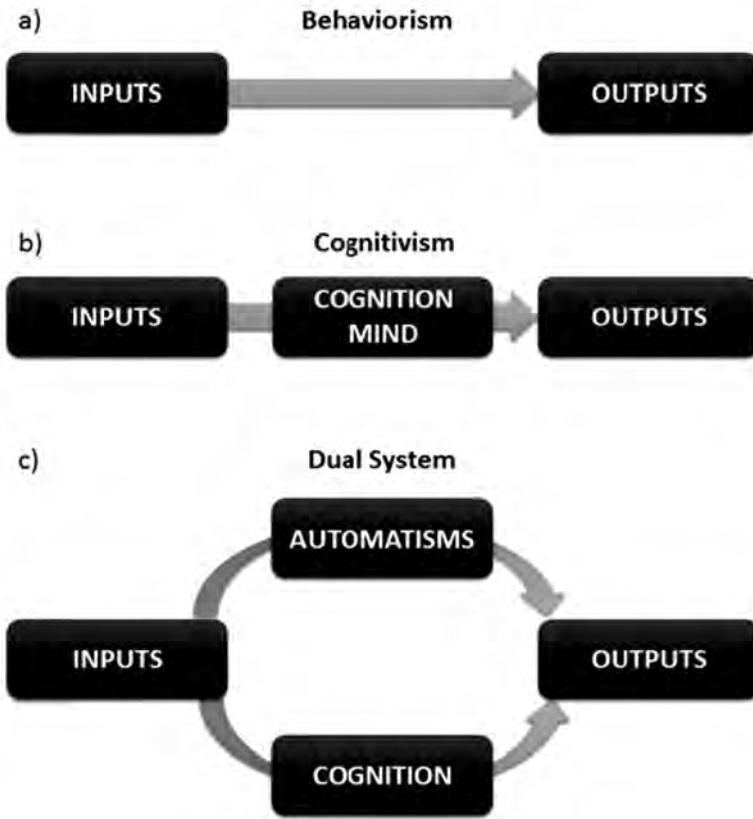 a)
Behaviorism
INPUTS
OUTPUTS
b)
Cognitivism
INPUTS
COGNITION
MIND
OUTPUTS
c)
Dual System
AUTOMATISMS
INPUTS
OUTPUTS
COGNITION